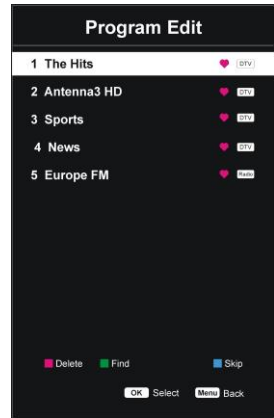 Program Edit
1 The Hits DTV
2 Antenna3 HD DTV
3 Sports DTV
4 News DTV
5 Europe FM Radio
Delete Find Skip
OK Select Menu Back